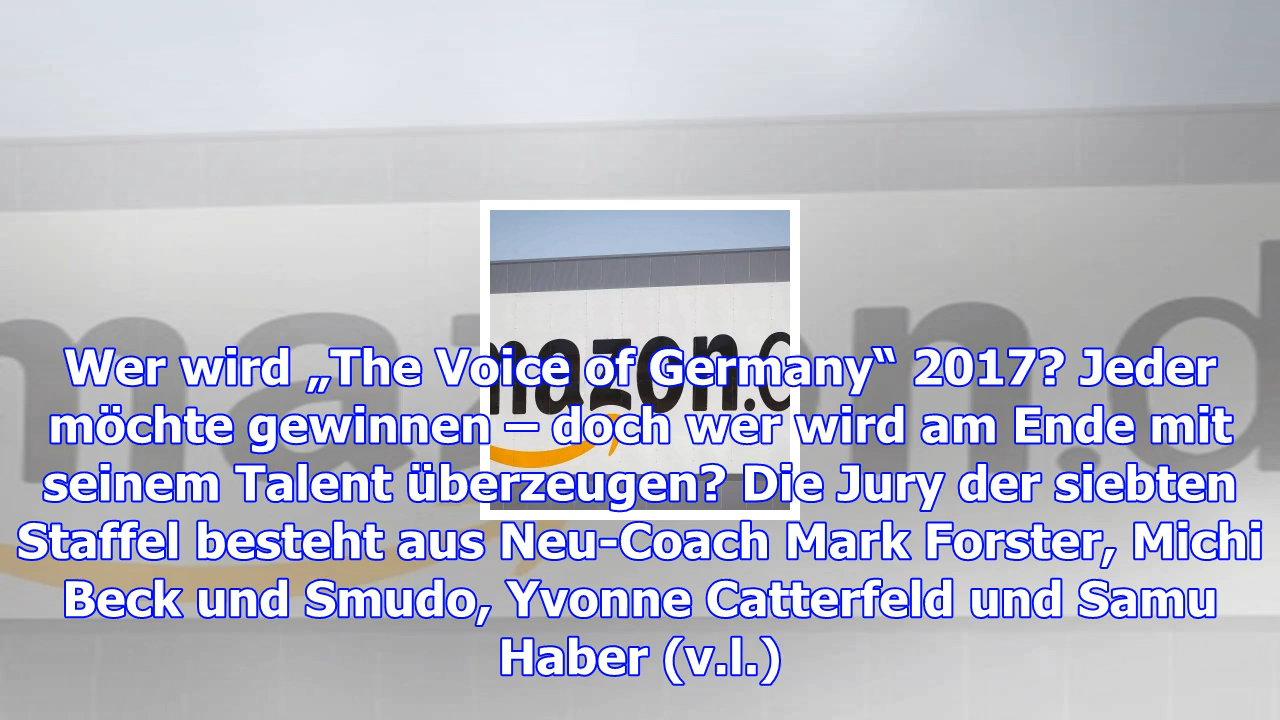 mazon.d
mazon.
Wer wird „The Voice of Germany“ 2017? Jeder
möchte gewinnen – doch wer wird am Ende mit
seinem Talent überzeugen? Die Jury der siebten
Staffel besteht aus Neu-Coach Mark Forster, Michi
Beck und Smudo, Yvonne Catterfeld und Samu
Haber (v.l.)